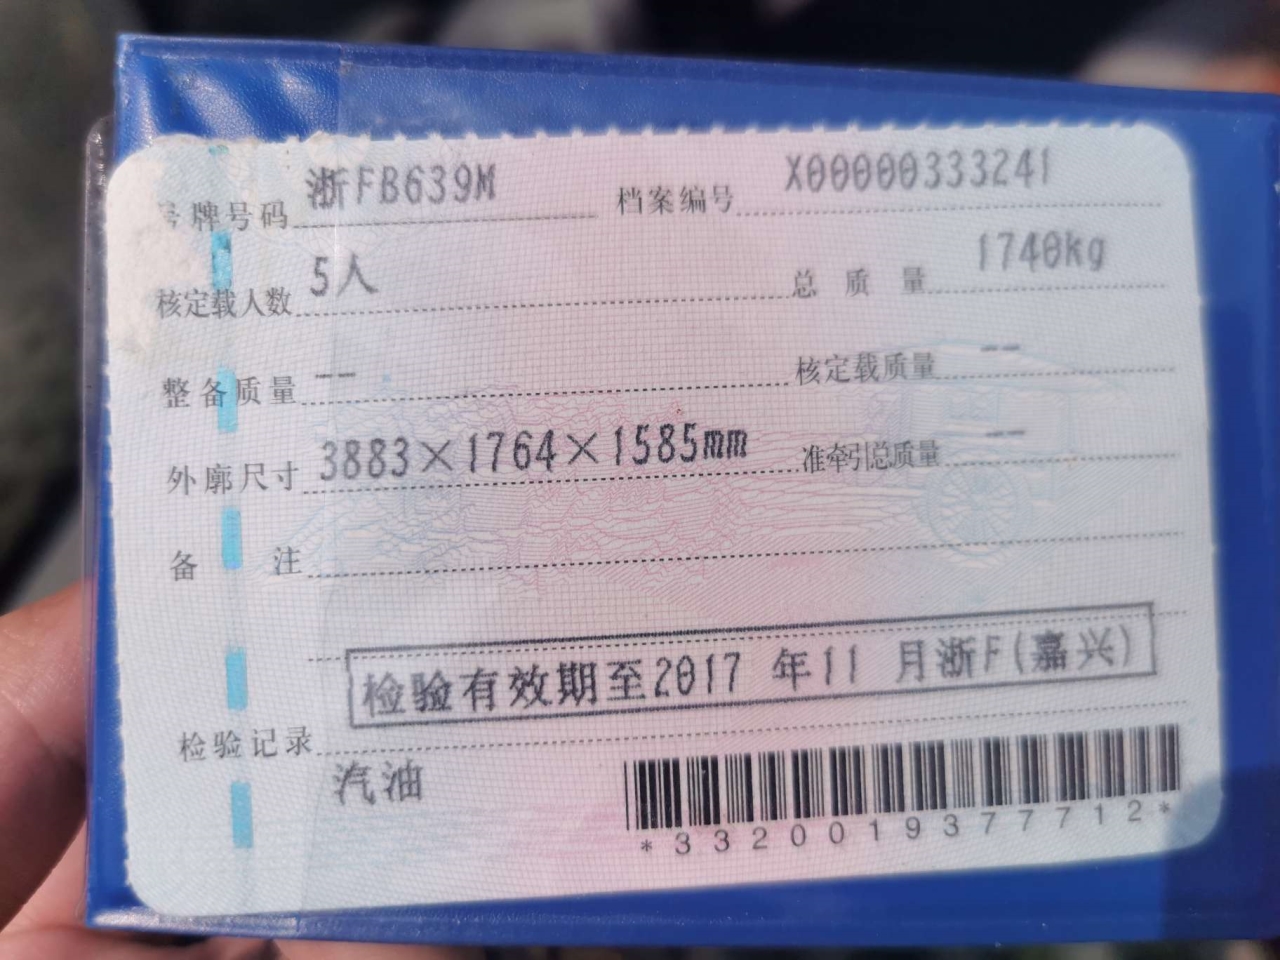 号牌号码 浙FB639M 档案编号 X00000333241
核定载人数 5人 总质量 1740kg
整备质量 -- 核定载质量 --
外廓尺寸 3883×1764×1585mm 准牵引总质量 --
备注
检验有效期至2017年11月浙F(嘉兴)
检验记录
汽油
*3320019377712*